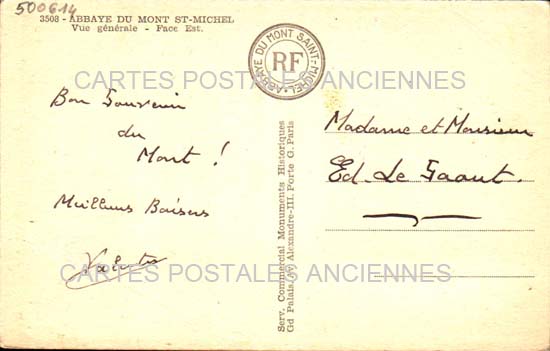 500614
3508 - ABBAYE DU MONT ST-MICHEL
Vue générale - Face Est.
ABBAYE DU MONT SAINT-MICHEL
RF
CARTES POSTALES ANCIENNES
Bon Souvenir
du
Mont !
Meilleurs Baisers
Madame et Monsieur
Ed. Le
Serv. Commercial Monuments Historiques
Gd Palais (Av. Alexandre-III. Porte G. Paris
CARTES POSTALES ANCIENNES